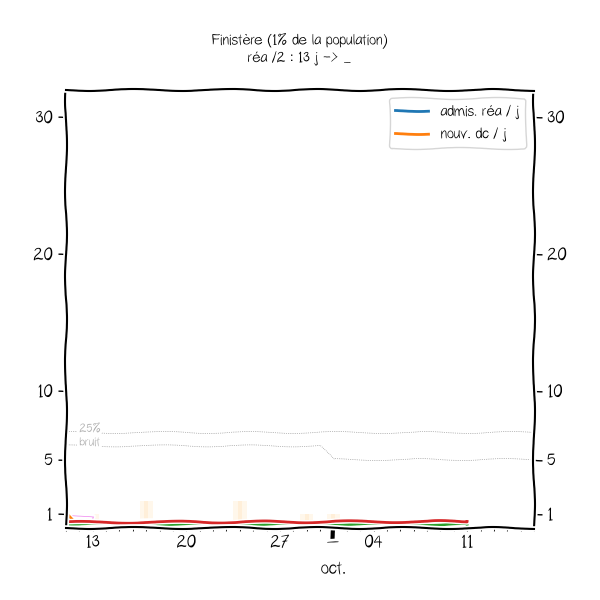 Finistère (1% de la population)
réa /2 : 13 j -> _
30
30
admis. réa / j
nouv. dc / j
20
20
10
10
25%
bruit
5
5
1
1
13
20
27
04
11
oct.